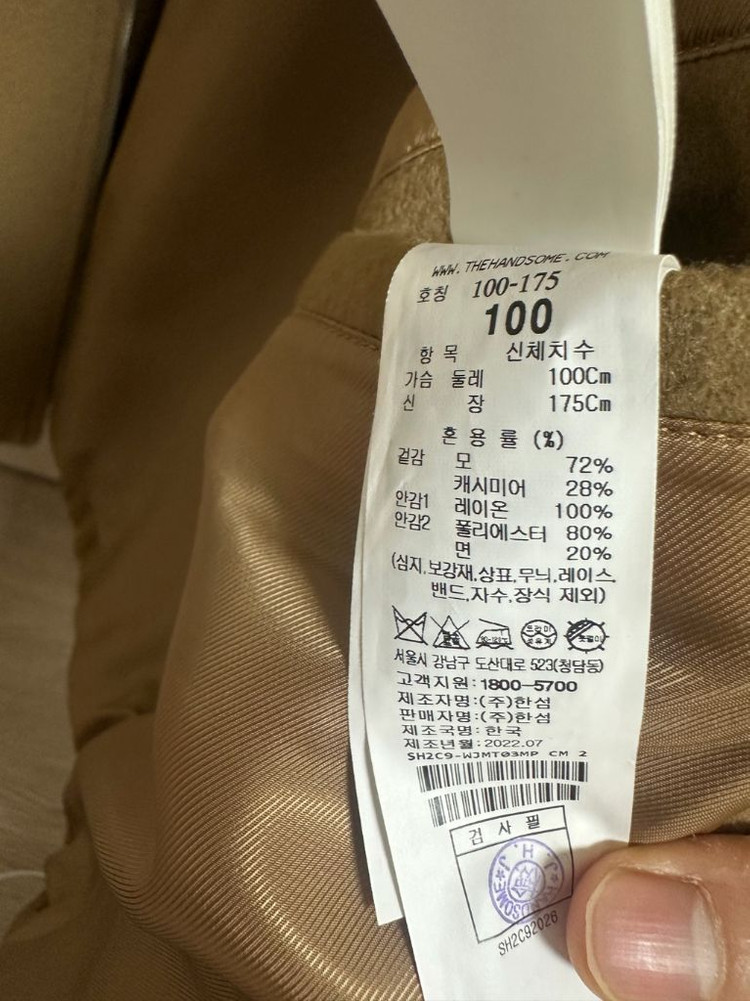 WWW.THEHANDSOME.COM
호칭 100-175
100
항 목 신체치수
가슴 둘레 100Cm
신 장 175Cm
혼 용 률 (%)
겉감 모 72%
캐시미어 28%
안감1 레이온 100%
안감2 폴리에스터 80%
면 20%
(심지,보강재,상표,무늬,레이스,
밴드,자수,장식 제외)
드라이
서울시 강남구 도산대로 523(청담동)
고객지원:1800-5700
제조자명:(주)한섬
판매자명:(주)한섬
제조국명:한국
제조년월:2022.07
SH2C9-WJMT03MP CM 2
검 사 필
J.H.J
HANDSOME
SH2C92026